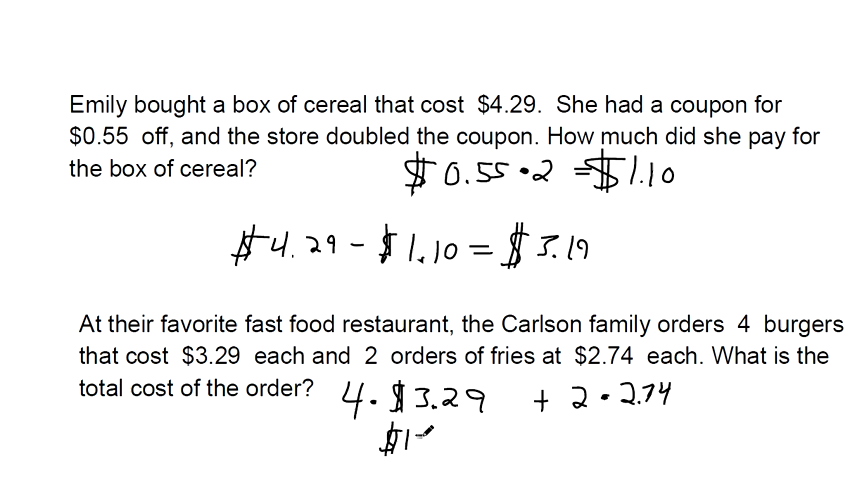 Emily bought a box of cereal that cost $4.29. She had a coupon for
$0.55 off, and the store doubled the coupon. How much did she pay for
the box of cereal?
$0.55 • 2 = $1.10
$4.29 - $1.10 = $3.19
At their favorite fast food restaurant, the Carlson family orders 4 burgers
that cost $3.29 each and 2 orders of fries at $2.74 each. What is the
total cost of the order?
4 • $3.29 + 2 • 2.74
$1